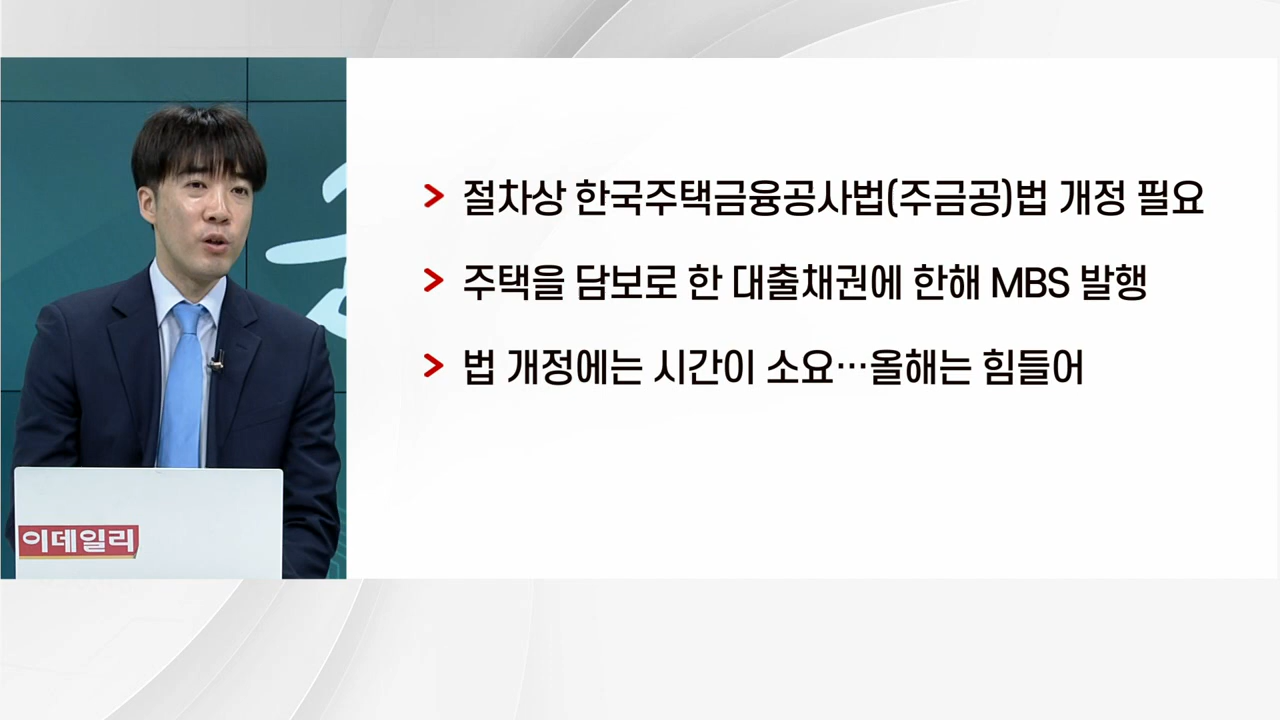 절차상 한국주택금융공사법(주금공)법 개정 필요
주택을 담보로 한 대출채권에 한해 MBS 발행
법 개정에는 시간이 소요…올해는 힘들어
이데일리